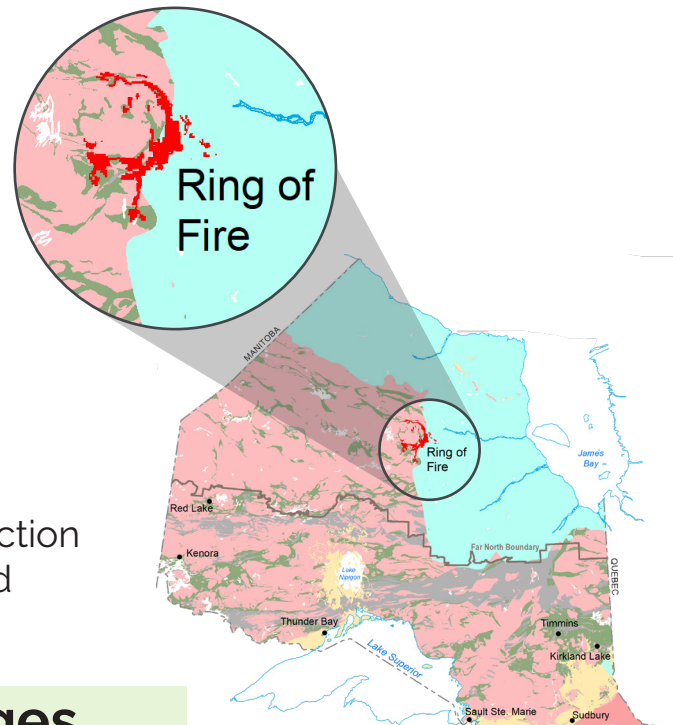 Ring of
Fire
MANITOBA
Ring of
Fire
James
Bay
Red Lake
ction
Kenora
d
Far North Boundary
QUEBEC
Lake
Nipigon
Thunder Bay
Timmins
Kirkland Lake
Lake Superior
Sault Ste. Marie
Sudbury
ges